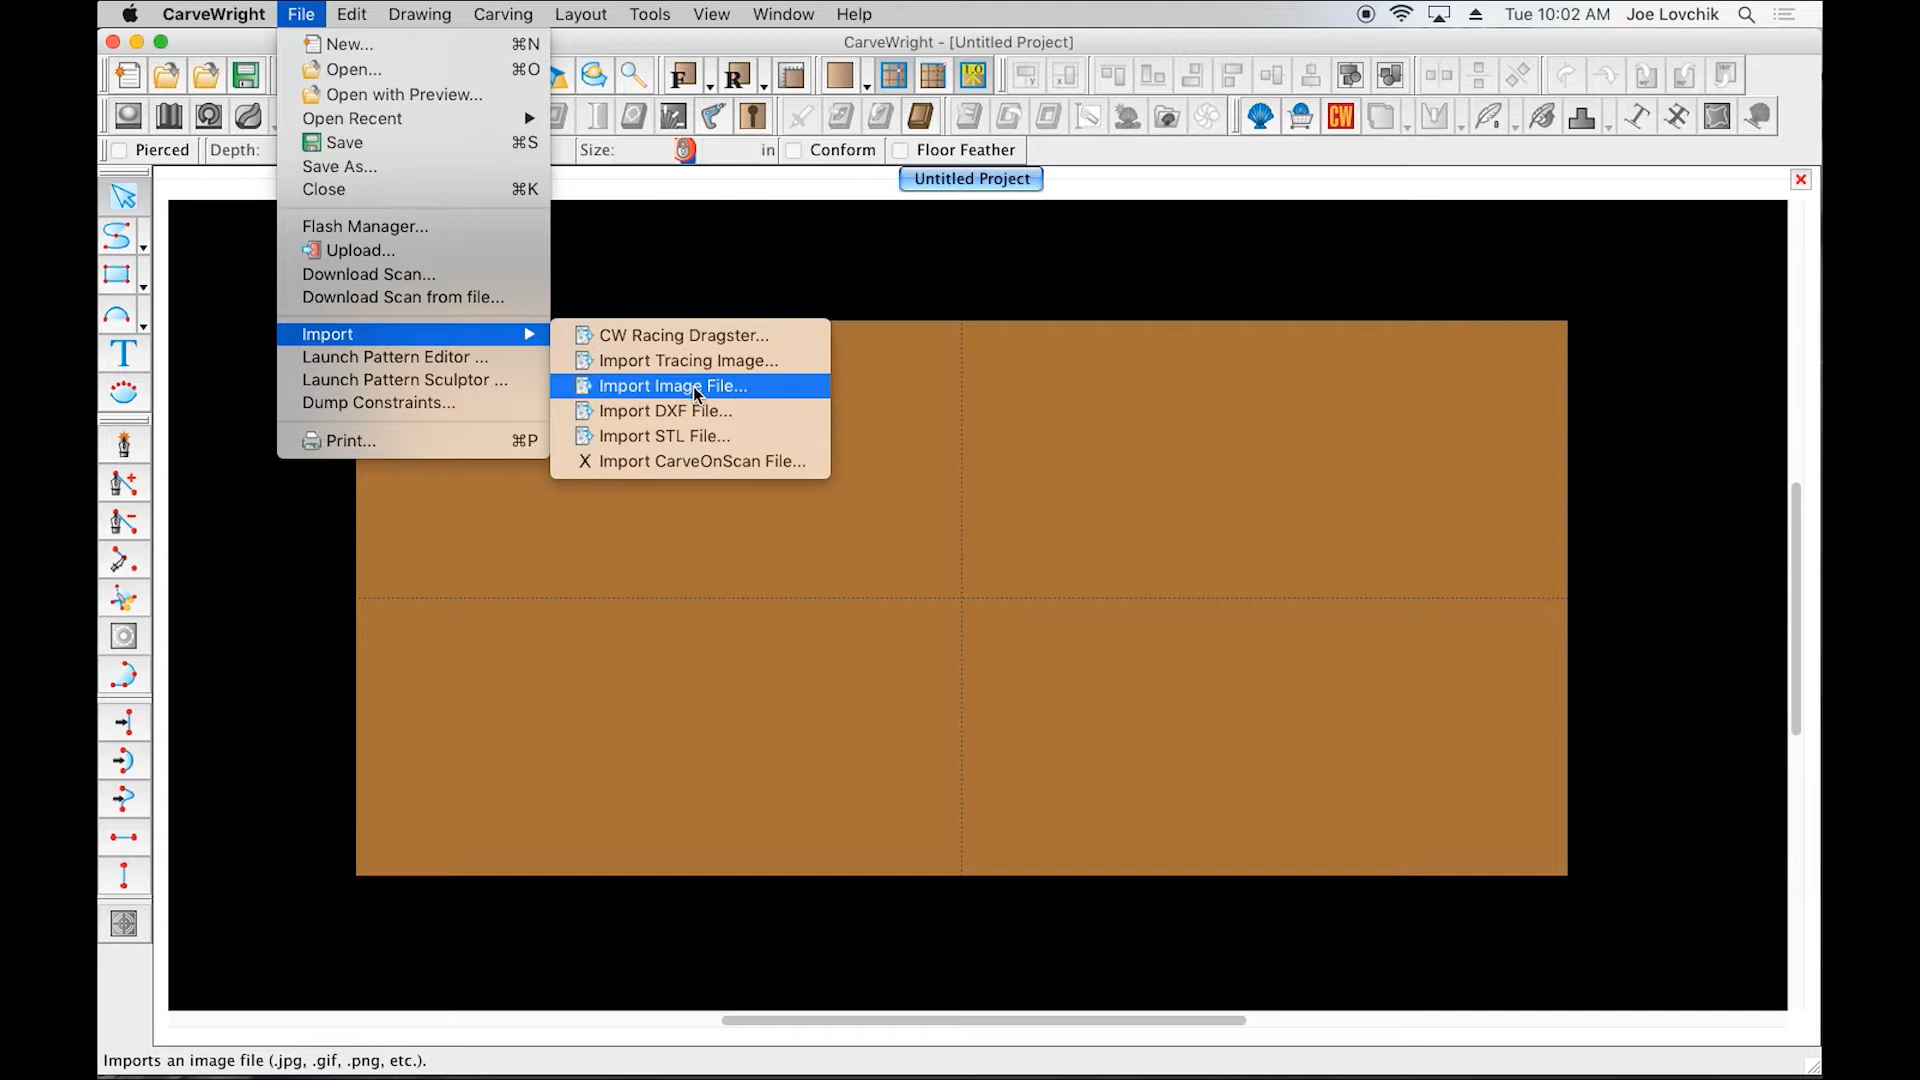 CarveWright File Edit Drawing Carving Layout Tools View Window Help Tue 10:02 AM Joe Lovchik
CarveWright - [Untitled Project]
New... ⌘N
Open... ⌘O
Open with Preview...
Open Recent
Save ⌘S
Save As...
Close ⌘K
Flash Manager...
Upload...
Download Scan...
Download Scan from file...
Import
Launch Pattern Editor ...
Launch Pattern Sculptor ...
Dump Constraints...
Print... ⌘P
CW Racing Dragster...
Import Tracing Image...
Import Image File...
Import DXF File...
Import STL File...
X Import CarveOnScan File...
F R 1.0
CW
Pierced Depth: Size: in Conform Floor Feather
Untitled Project
T
Imports an image file (.jpg, .gif, .png, etc.).